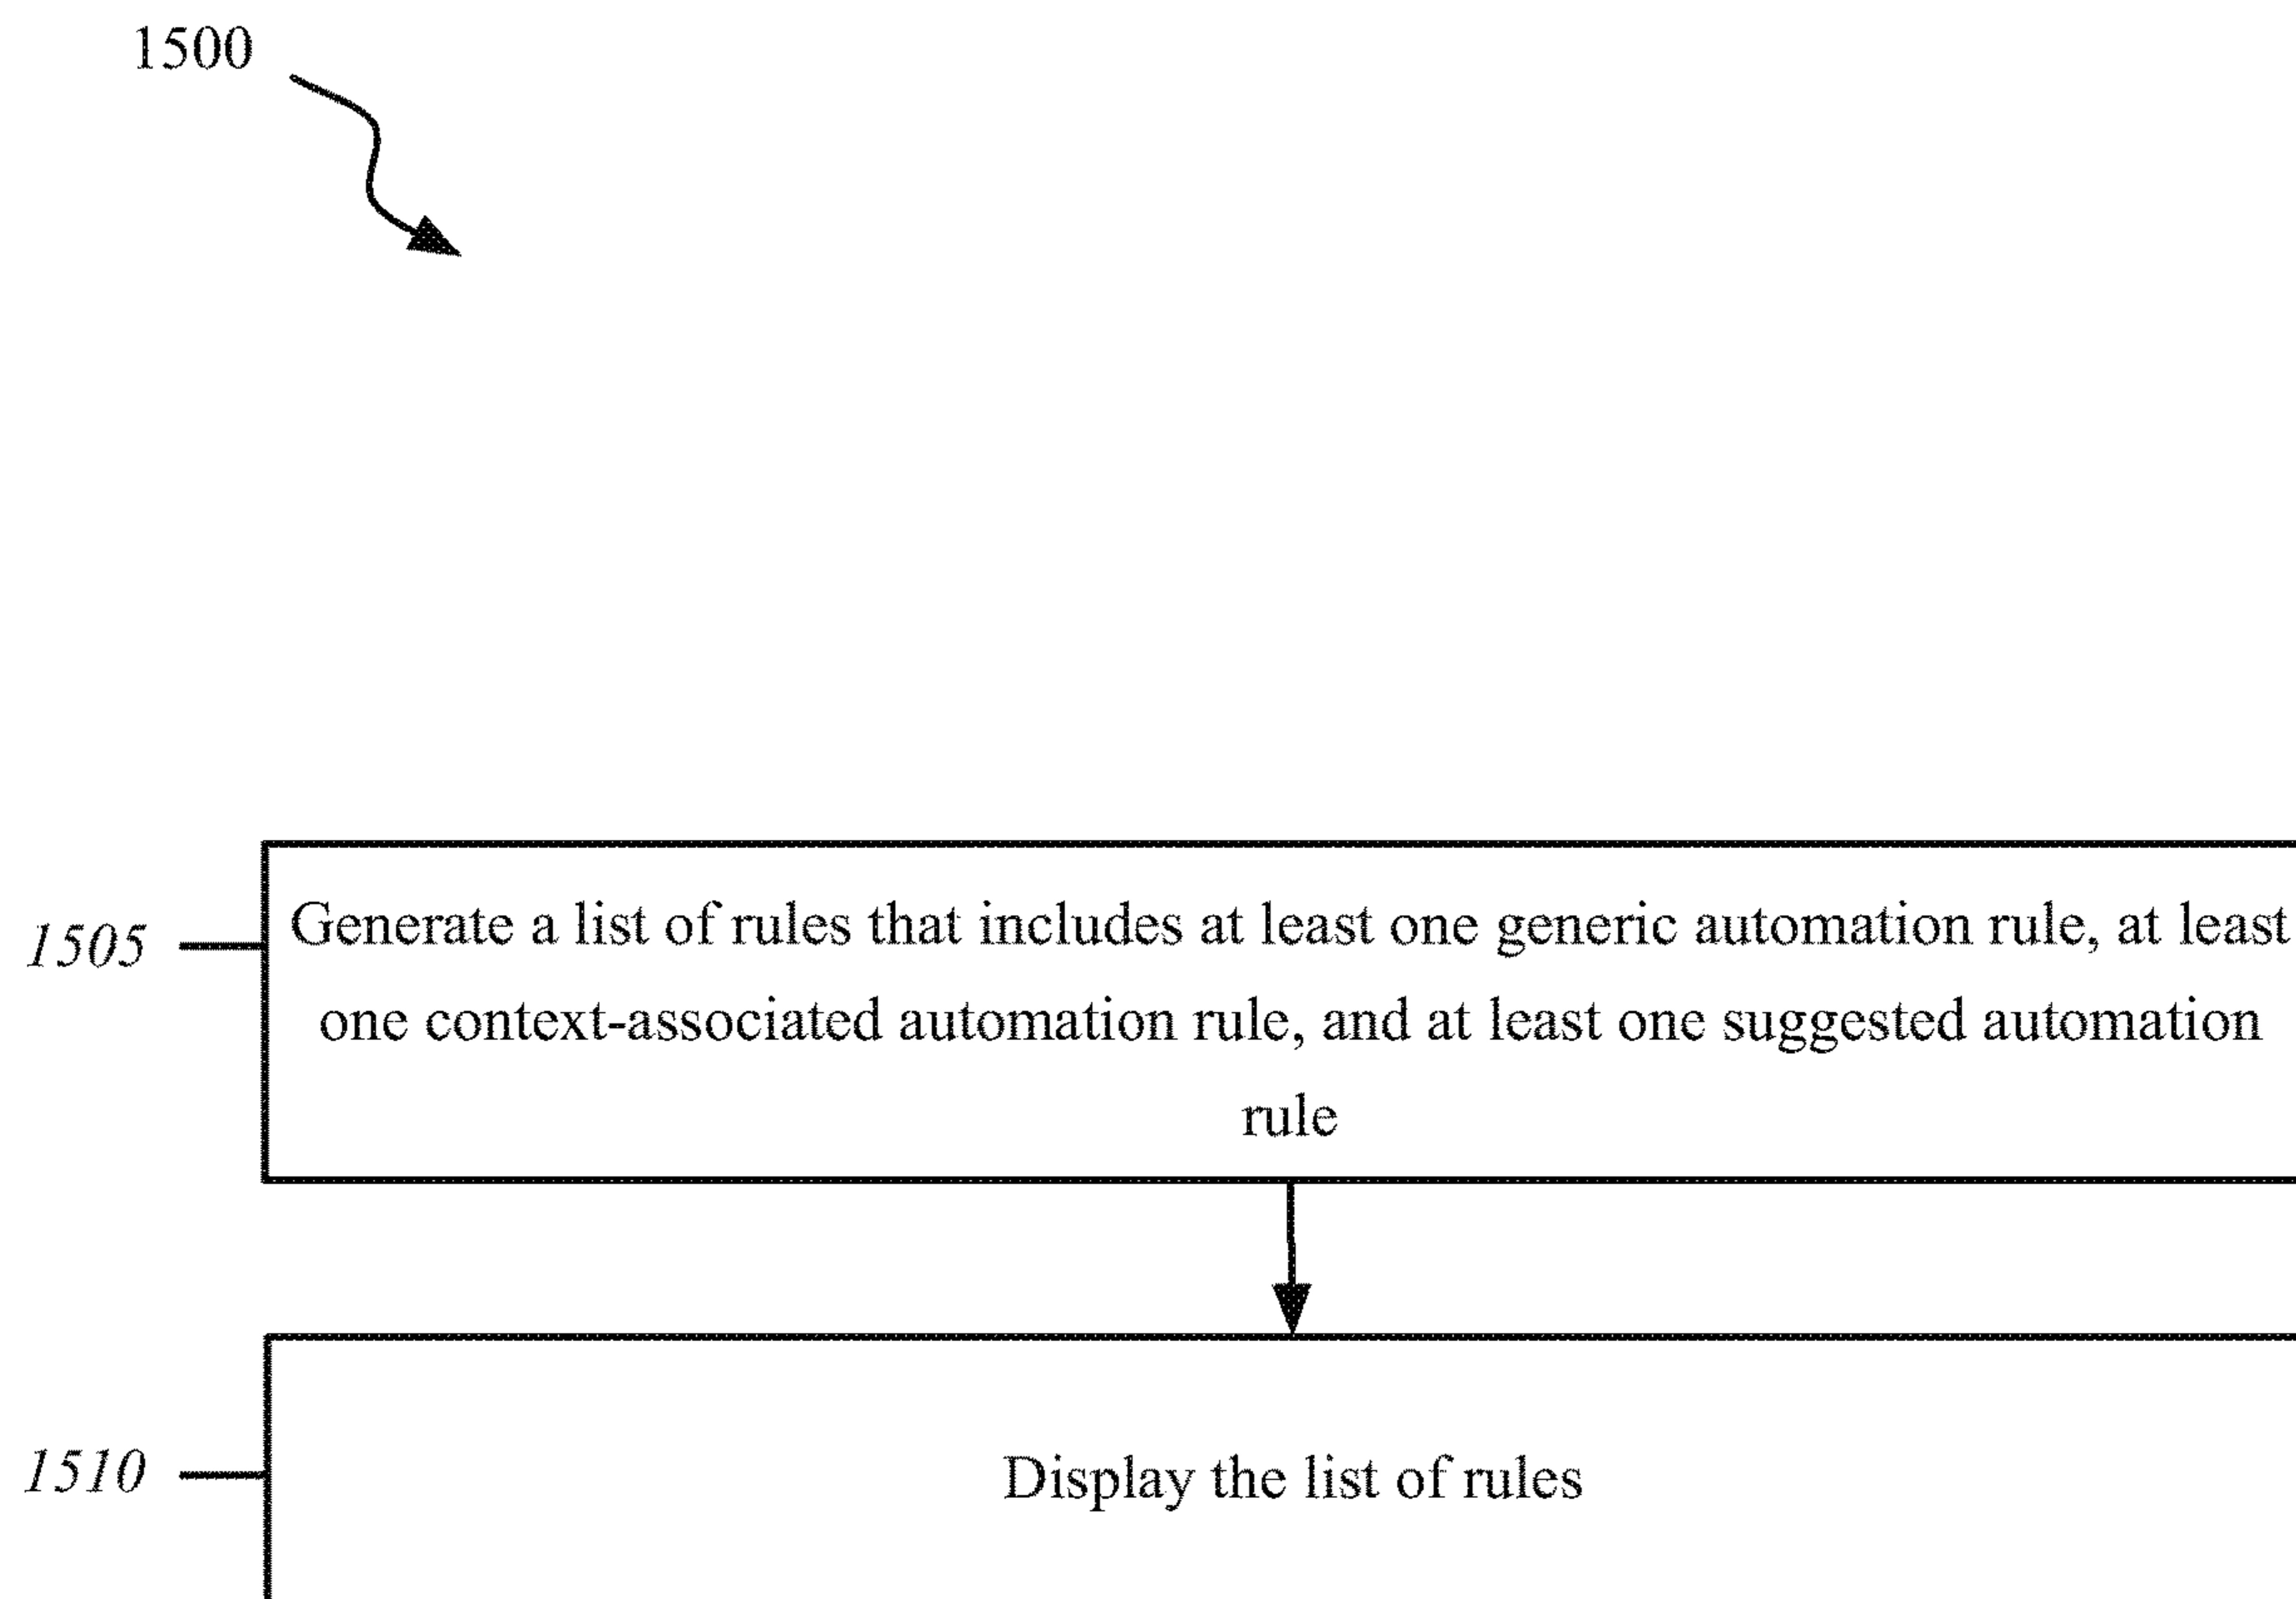 1500
1505
Generate a list of rules that includes at least one generic automation rule, at least
one context-associated automation rule, and at least one suggested automation
rule
1510
Display the list of rules